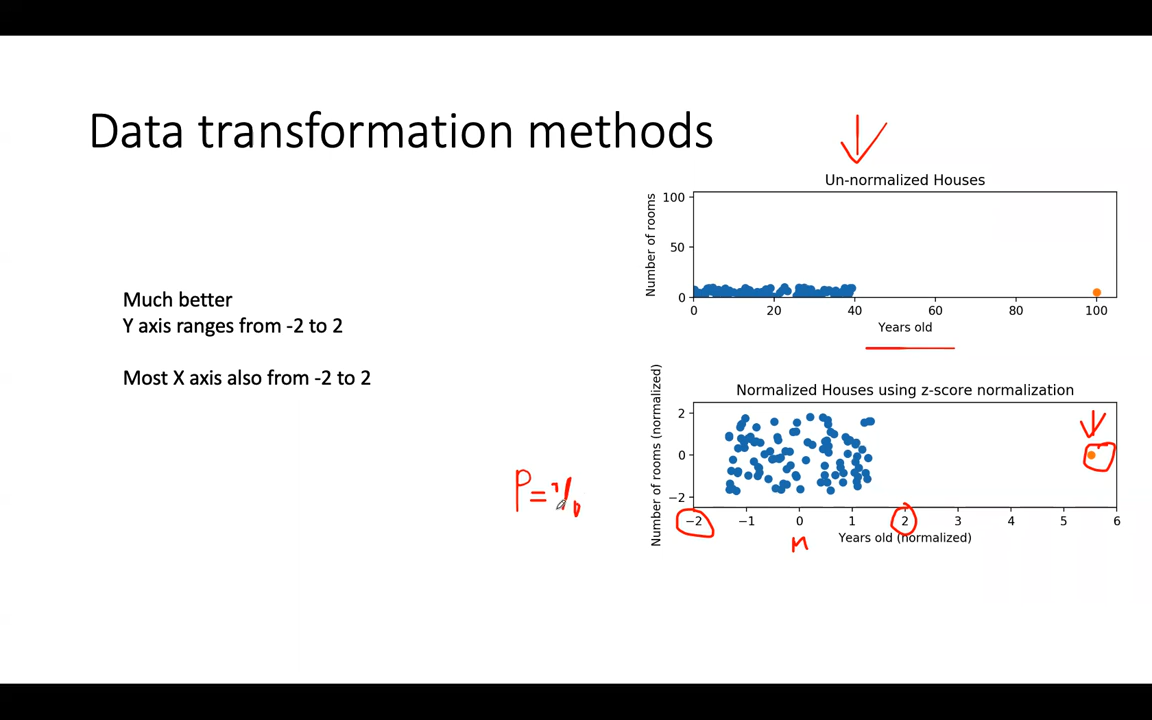 Data transformation methods
Much better
Y axis ranges from -2 to 2
Most X axis also from -2 to 2
Un-normalized Houses
Number of rooms
100
50
0
0 20 40 60 80 100
Years old
Normalized Houses using z-score normalization
Number of rooms (normalized)
2
0
−2
−2 −1 0 1 2 3 4 5 6
Years old (normalized)
M
P=